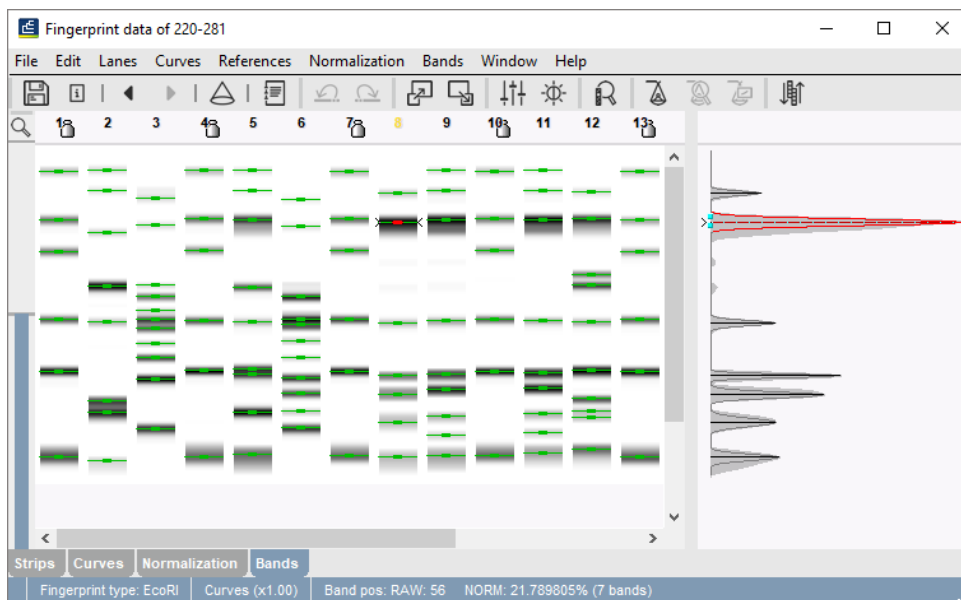 Fingerprint data of 220-281
File Edit Lanes Curves References Normalization Bands Window Help
1 2 3 4 5 6 7 8 9 10 11 12 13
Strips Curves Normalization Bands
Fingerprint type: EcoRI Curves (x1.00) Band pos: RAW: 56 NORM: 21.789805% (7 bands)